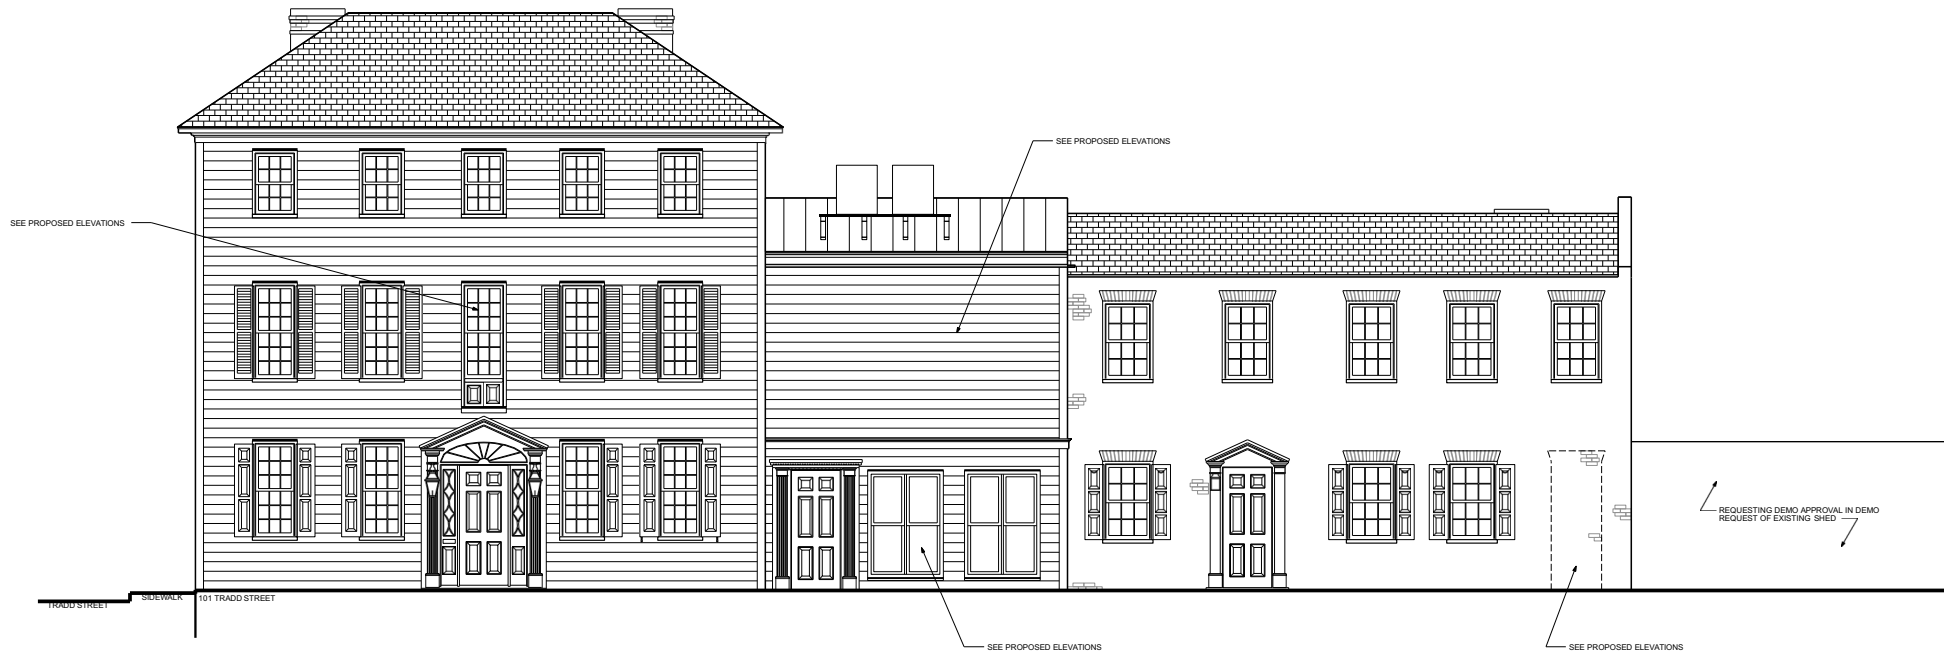 SEE PROPOSED ELEVATIONS
SEE PROPOSED ELEVATIONS
REQUESTING DEMO APPROVAL IN DEMO
REQUEST OF EXISTING SHED
TRADD STREET
SIDEWALK
101 TRADD STREET
SEE PROPOSED ELEVATIONS
SEE PROPOSED ELEVATIONS